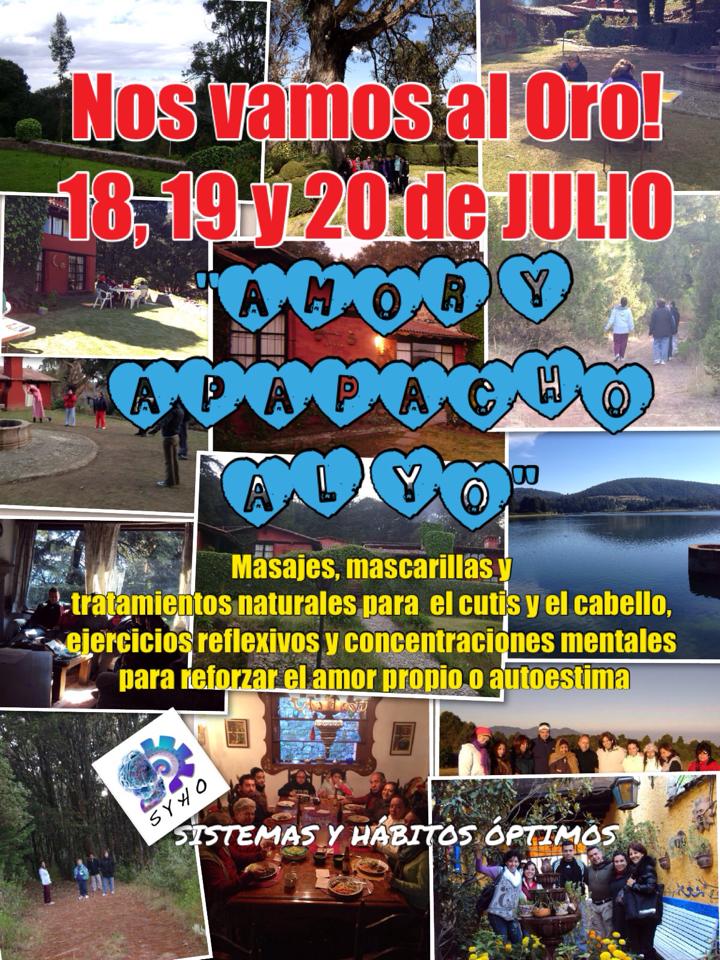 Nos vamos al Oro!
18, 19 y 20 de JULIO
"AMOR Y
APAPACHO
AL YO"
Masajes, mascarillas y
tratamientos naturales para el cutis y el cabello,
ejercicios reflexivos y concentraciones mentales
para reforzar el amor propio o autoestima
SYHO
SISTEMAS Y HÁBITOS ÓPTIMOS